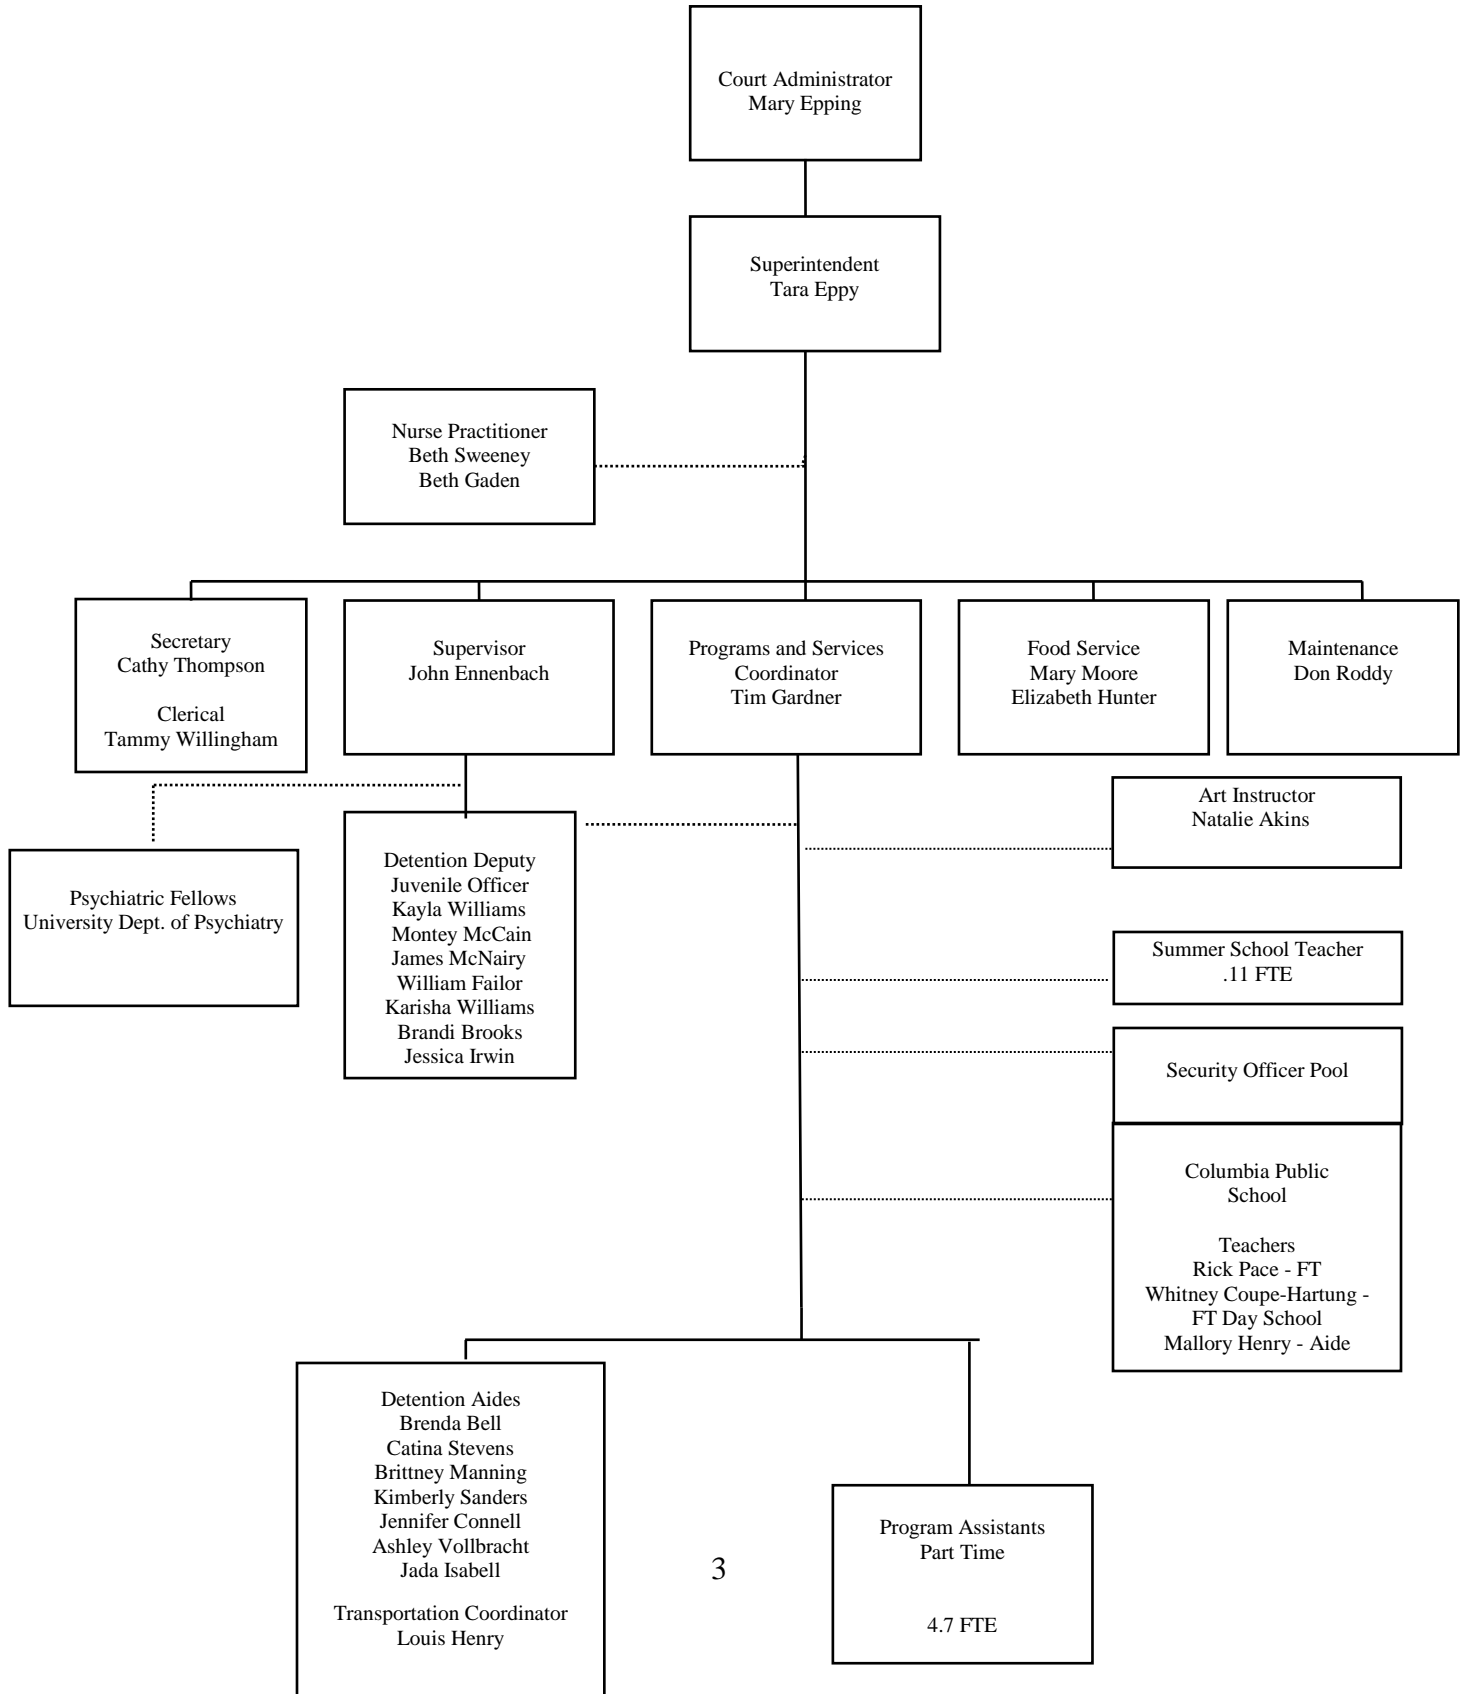 Court Administrator
Mary Epping
Superintendent
Tara Eppy
Nurse Practitioner
Beth Sweeney
Beth Gaden
Secretary
Cathy Thompson
Clerical
Tammy Willingham
Supervisor
John Ennenbach
Programs and Services
Coordinator
Tim Gardner
Food Service
Mary Moore
Elizabeth Hunter
Maintenance
Don Roddy
Art Instructor
Natalie Akins
Psychiatric Fellows
University Dept. of Psychiatry
Detention Deputy
Juvenile Officer
Kayla Williams
Montey McCain
James McNairy
William Failor
Karisha Williams
Brandi Brooks
Jessica Irwin
Summer School Teacher
.11 FTE
Security Officer Pool
Columbia Public
School
Teachers
Rick Pace - FT
Whitney Coupe-Hartung -
FT Day School
Mallory Henry - Aide
Detention Aides
Brenda Bell
Catina Stevens
Brittney Manning
Kimberly Sanders
Jennifer Connell
Ashley Vollbracht
Jada Isabell
Transportation Coordinator
Louis Henry
3
Program Assistants
Part Time
4.7 FTE